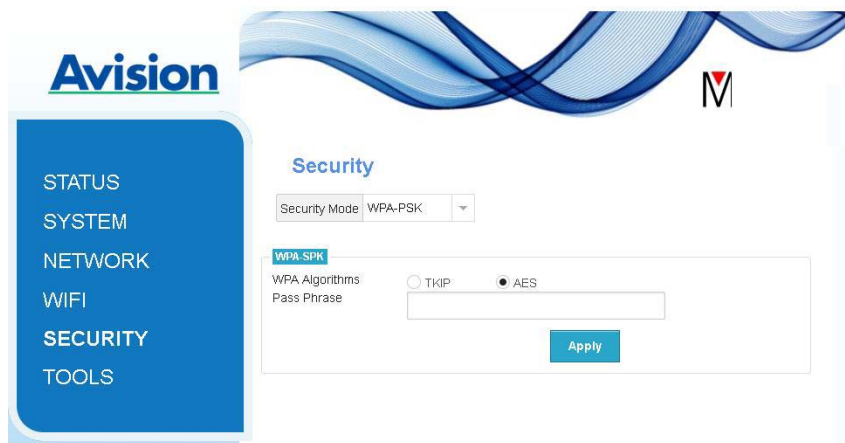 Avision
M
STATUS
SYSTEM
NETWORK
WIFI
SECURITY
TOOLS
Security
Security Mode WPA-PSK
WPA-SPK
WPA Algorithms TKIP AES
Pass Phrase
Apply